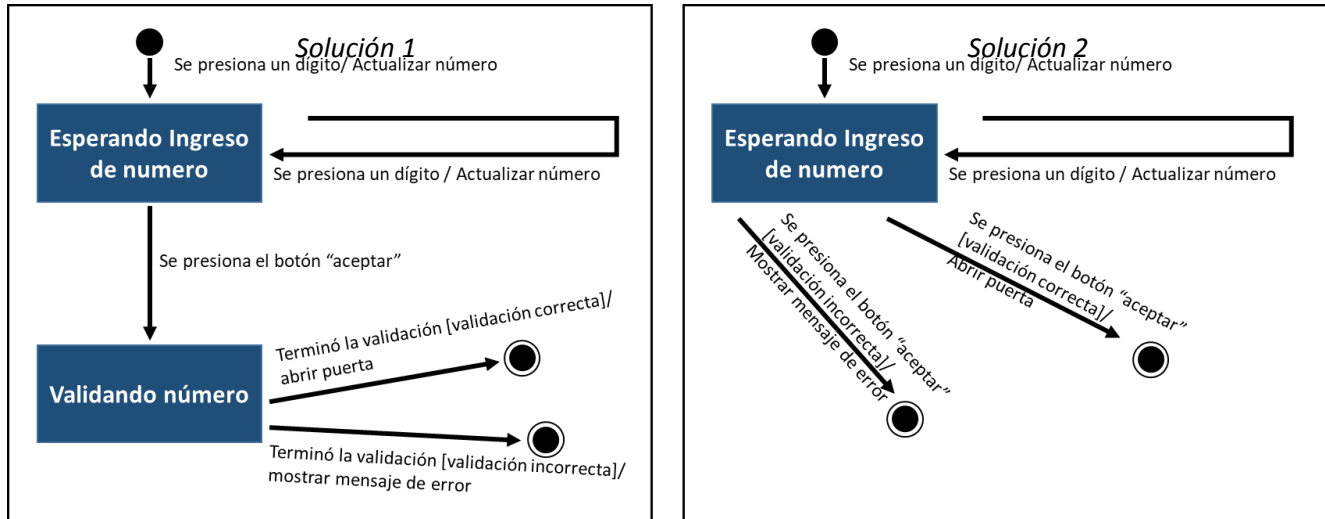 Solución 1
Se presiona un dígito/ Actualizar número
Esperando Ingreso
de numero
Se presiona un dígito / Actualizar número
Se presiona el botón “aceptar”
Validando número
Terminó la validación [validación correcta]/
abrir puerta
Terminó la validación [validación incorrecta]/
mostrar mensaje de error
Solución 2
Se presiona un dígito/ Actualizar número
Esperando Ingreso
de numero
Se presiona un dígito / Actualizar número
Se presiona el botón “aceptar”
[validación incorrecta]/
Mostrar mensaje de error
Se presiona el botón “aceptar”
[validación correcta]/
Abrir puerta